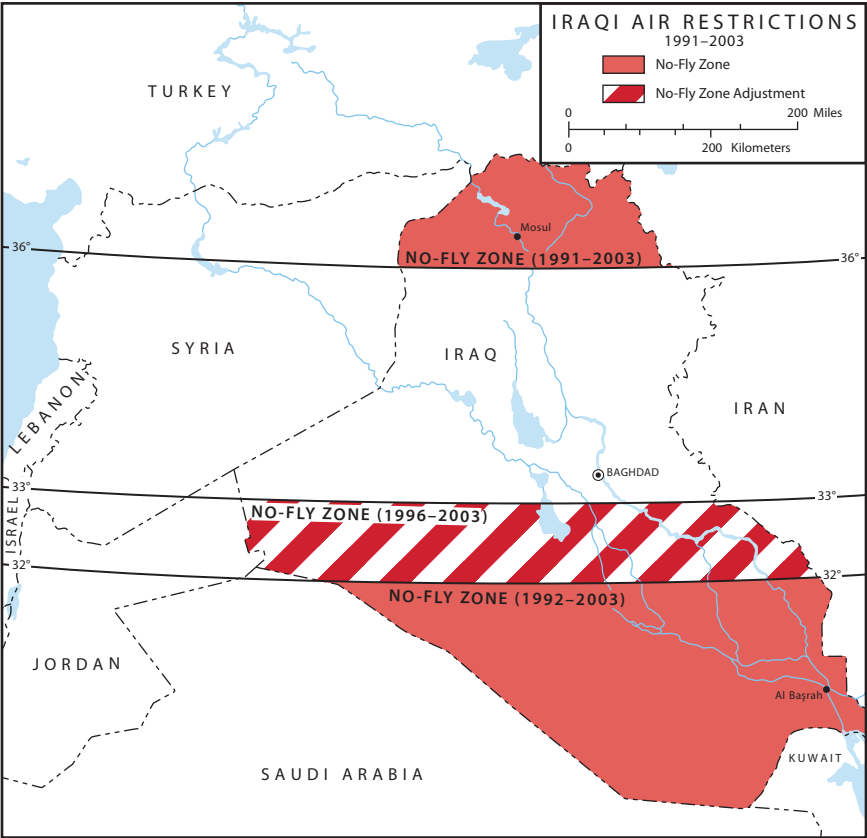 IRAQI AIR RESTRICTIONS
1991–2003
No-Fly Zone
No-Fly Zone Adjustment
0 200 Miles
0 200 Kilometers
TURKEY
Mosul
36° 36°
NO-FLY ZONE (1991–2003)
SYRIA
IRAQ
LEBANON
IRAN
BAGHDAD
33° 33°
ISRAEL
NO-FLY ZONE (1996–2003)
32° 32°
NO-FLY ZONE (1992–2003)
JORDAN
Al Başrah
KUWAIT
SAUDI ARABIA